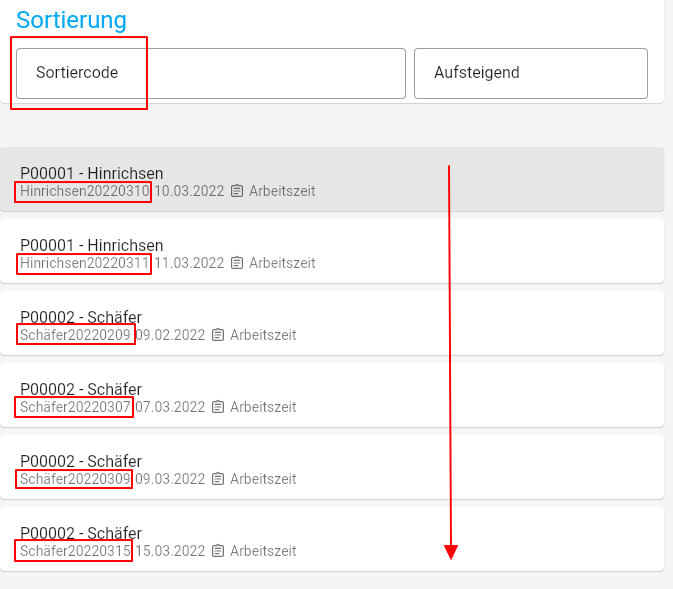 Sortierung
Sortiercode
Aufsteigend
P00001 - Hinrichsen
Hinrichsen20220310 10.03.2022 Arbeitszeit
P00001 - Hinrichsen
Hinrichsen20220311 11.03.2022 Arbeitszeit
P00002 - Schäfer
Schäfer20220209 09.02.2022 Arbeitszeit
P00002 - Schäfer
Schäfer20220307 07.03.2022 Arbeitszeit
P00002 - Schäfer
Schäfer20220309 09.03.2022 Arbeitszeit
P00002 - Schäfer
Schäfer20220315 15.03.2022 Arbeitszeit